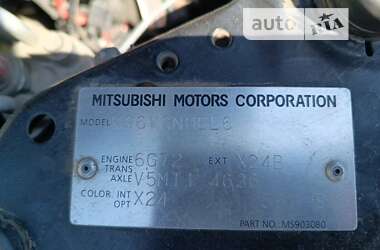 auto RIA
MITSUBISHI MOTORS CORPORATION
MODEL
ENGINE 6G72 EXT X24B
TRANS AXLE V5MT1
COLOR, INT OPT X24
PART NO. MS903080